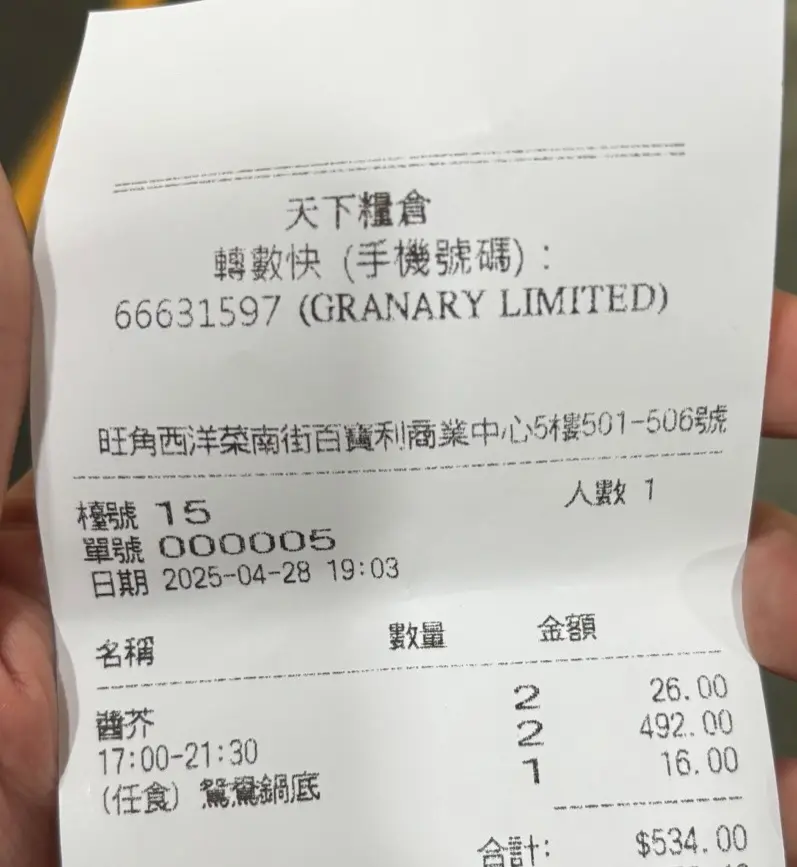 天下糧倉
轉數快 (手機號碼) :
66631597 (GRANARY LIMITED)
旺角西洋菜南街百寶利商業中心5樓501-506號
檯號 15 人數 1
單號 000005
日期 2025-04-28 19:03
名稱 數量 金額
醬芥 2 26.00
17:00-21:30 2 492.00
(任食) 鴛鴦鍋底 1 16.00
合計: $534.00